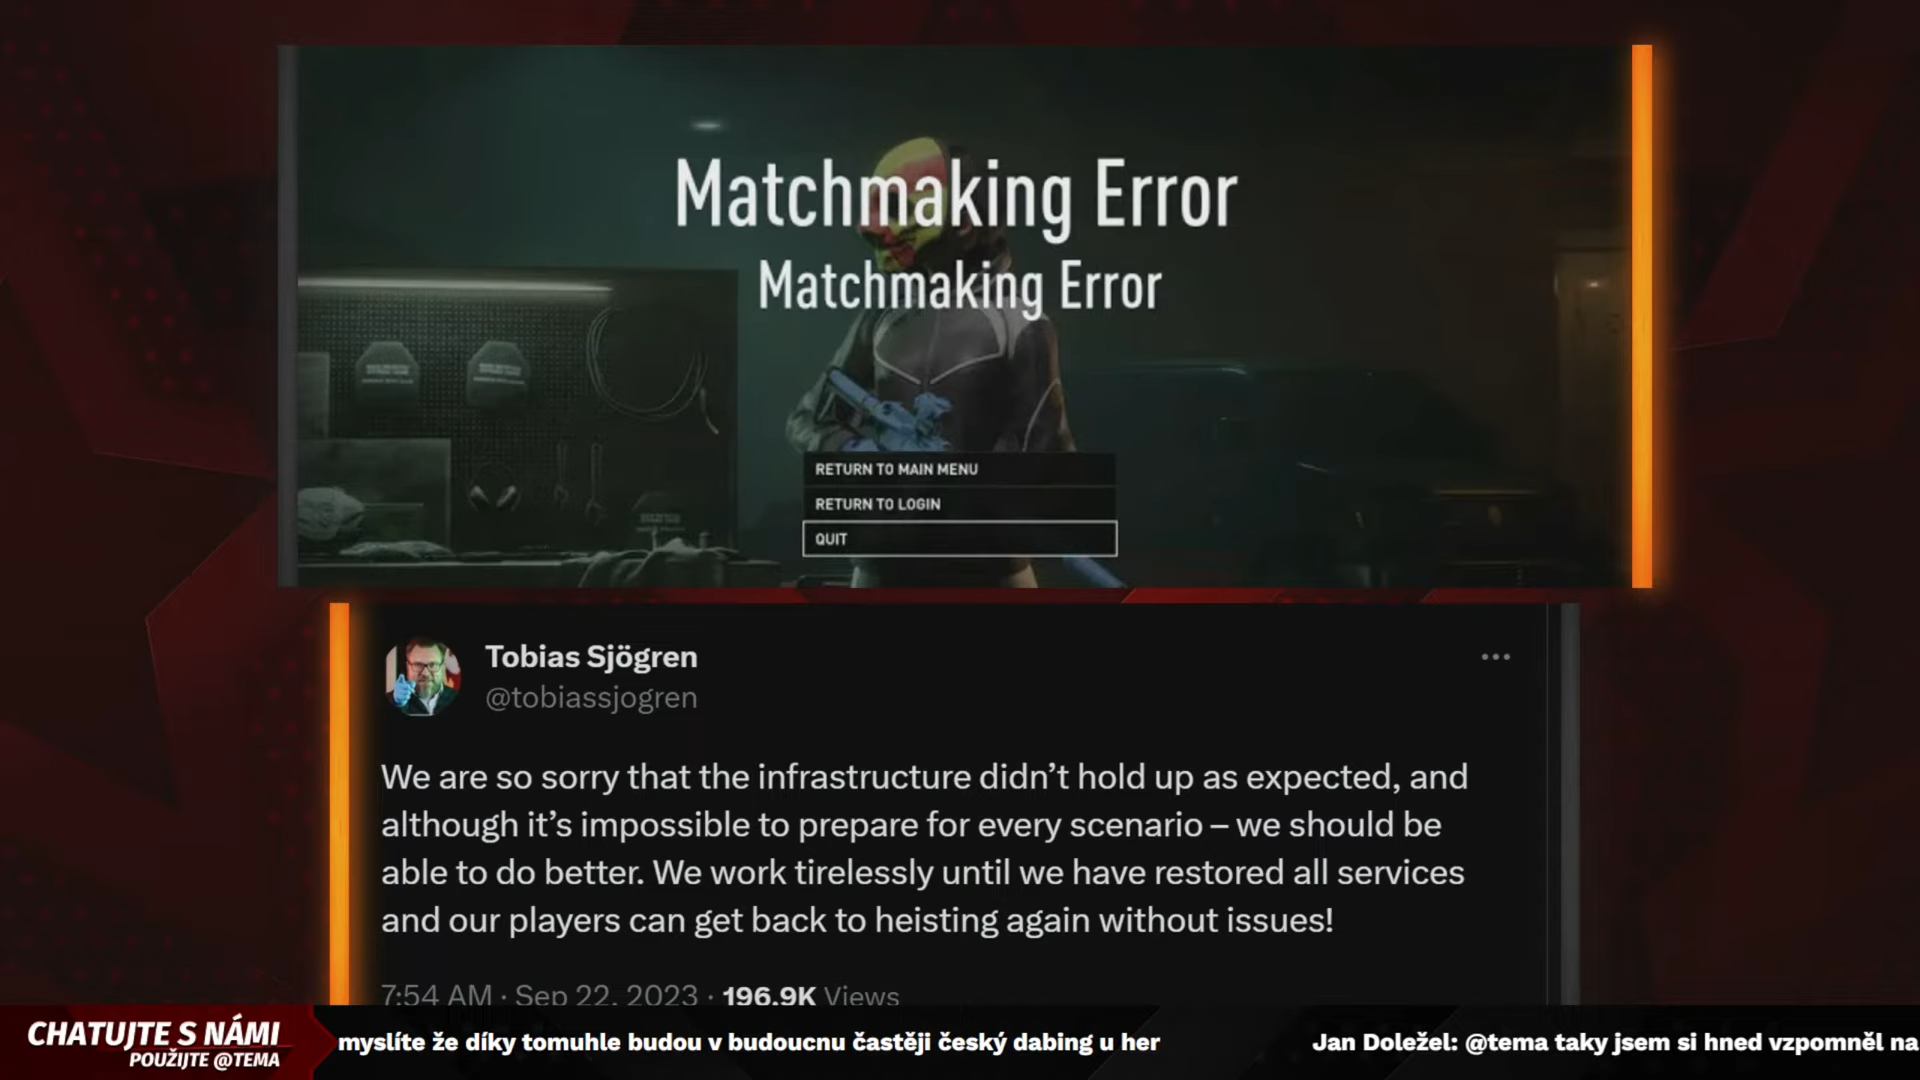 Matchmaking Error
Matchmaking Error
RETURN TO MAIN MENU
RETURN TO LOGIN
QUIT
Tobias Sjögren
@tobiassjogren
We are so sorry that the infrastructure didn’t hold up as expected, and
although it’s impossible to prepare for every scenario – we should be
able to do better. We work tirelessly until we have restored all services
and our players can get back to heisting again without issues!
7:54 AM · Sep 22, 2023 · 196.9K Views
CHATUJTE S NÁMI
POUŽIJTE @TEMA
myslíte že díky tomuhle budou v budoucnu častěji český dabing u her
Jan Doležel: @tema taky jsem si hned vzpomněl na